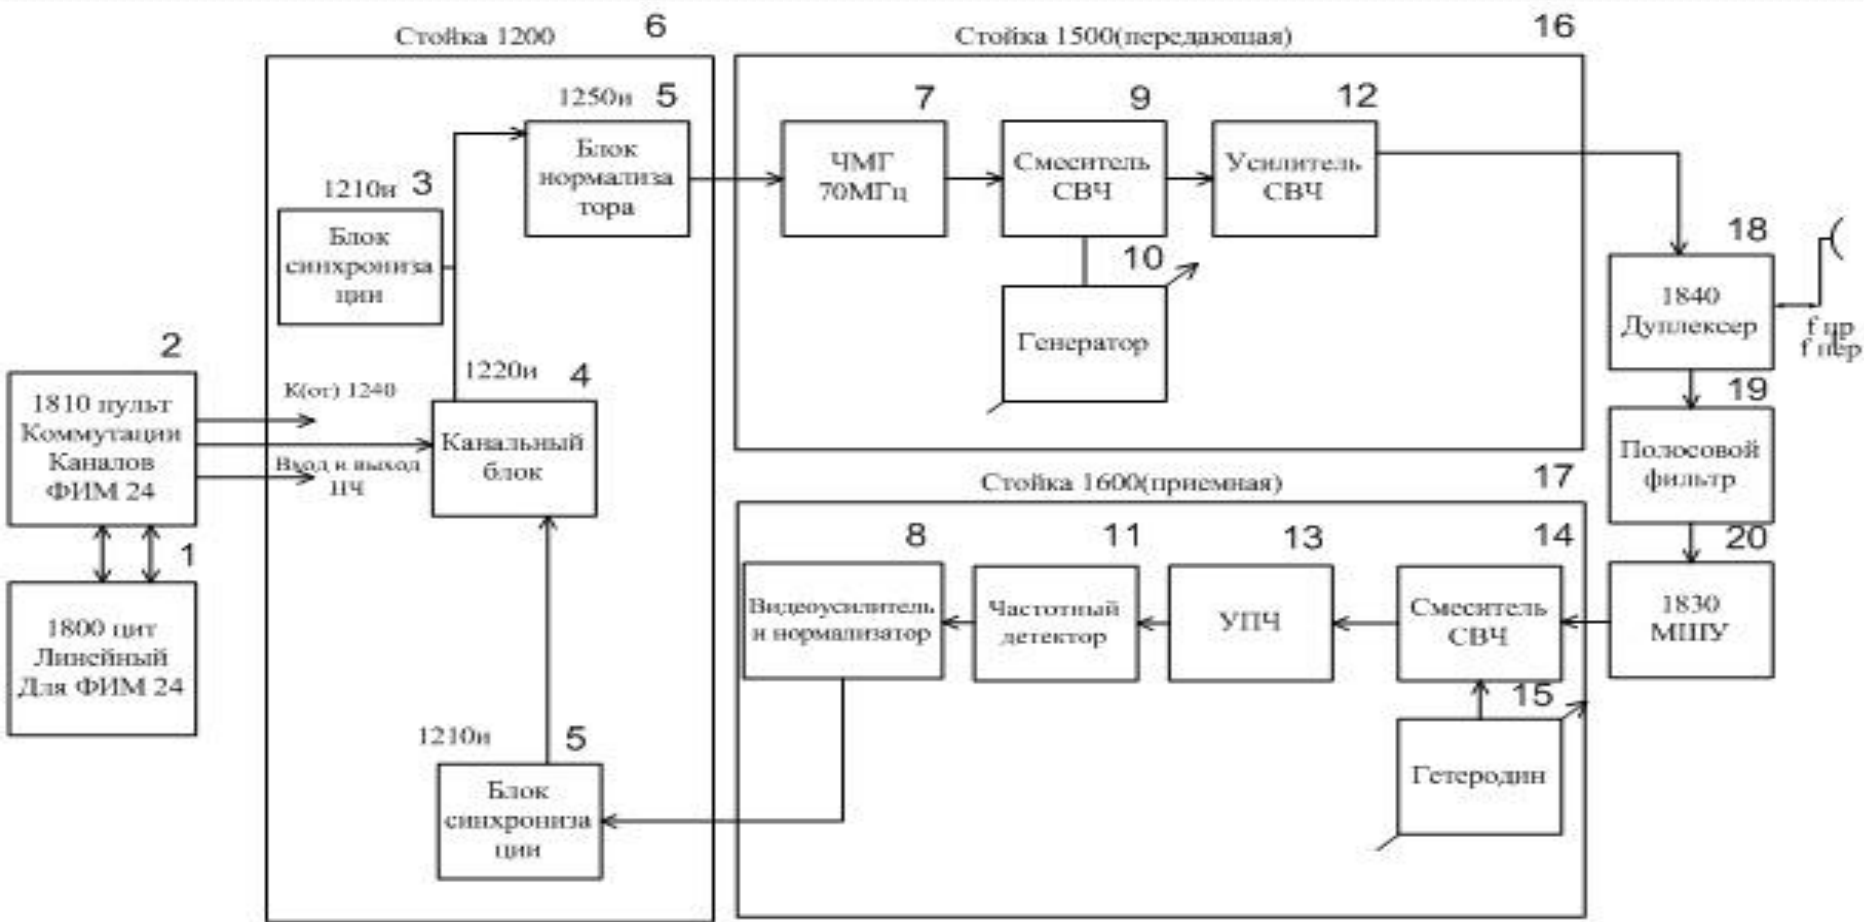 Стойка 1200
6
Стойка 1500(передающая)
16
1250и
5
Блок
нормализа
тора
7
ЧМГ
70МГц
9
Смеситель
СВЧ
12
Усилитель
СВЧ
1210и
3
Блок
синхрониза
ции
10
Генератор
18
1840
Дуплексер
f пр
f пер
2
1810 пульт
Коммутации
Каналов
ФИМ 24
К(от) 1240
Вход и выход
ПЧ
1220и
4
Канальный
блок
19
Полосовой
фильтр
1
1800 щит
Линейный
Для ФИМ 24
Стойка 1600(приемная)
17
8
Видеоусилитель
и нормализатор
11
Частотный
детектор
13
УПЧ
14
Смеситель
СВЧ
20
1830
МШУ
15
Гетеродин
1210и
5
Блок
синхрониза
ции